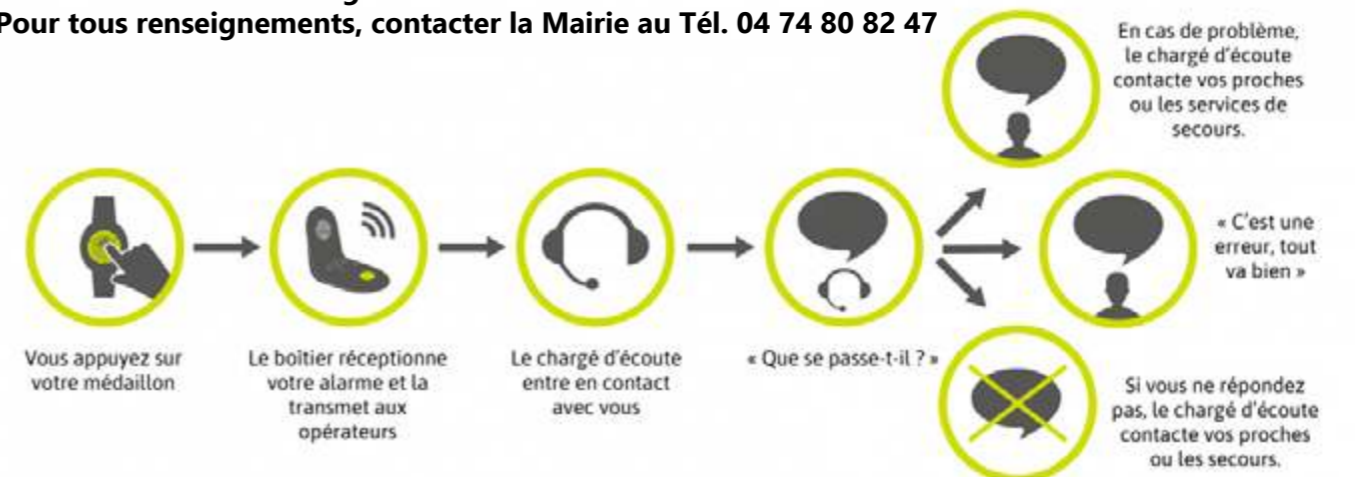 Pour tous renseignements, contacter la Mairie au Tél. 04 74 80 82 47
En cas de problème,
le chargé d'écoute
contacte vos proches
ou les services de
secours.
Vous appuyez sur
votre médaillon
Le boîtier réceptionne
votre alarme et la
transmet aux
opérateurs
Le chargé d'écoute
entre en contact
avec vous
« Que se passe-t-il ? »
« C'est une
erreur, tout
va bien »
Si vous ne répondez
pas, le chargé d'écoute
contacte vos proches
ou les secours.